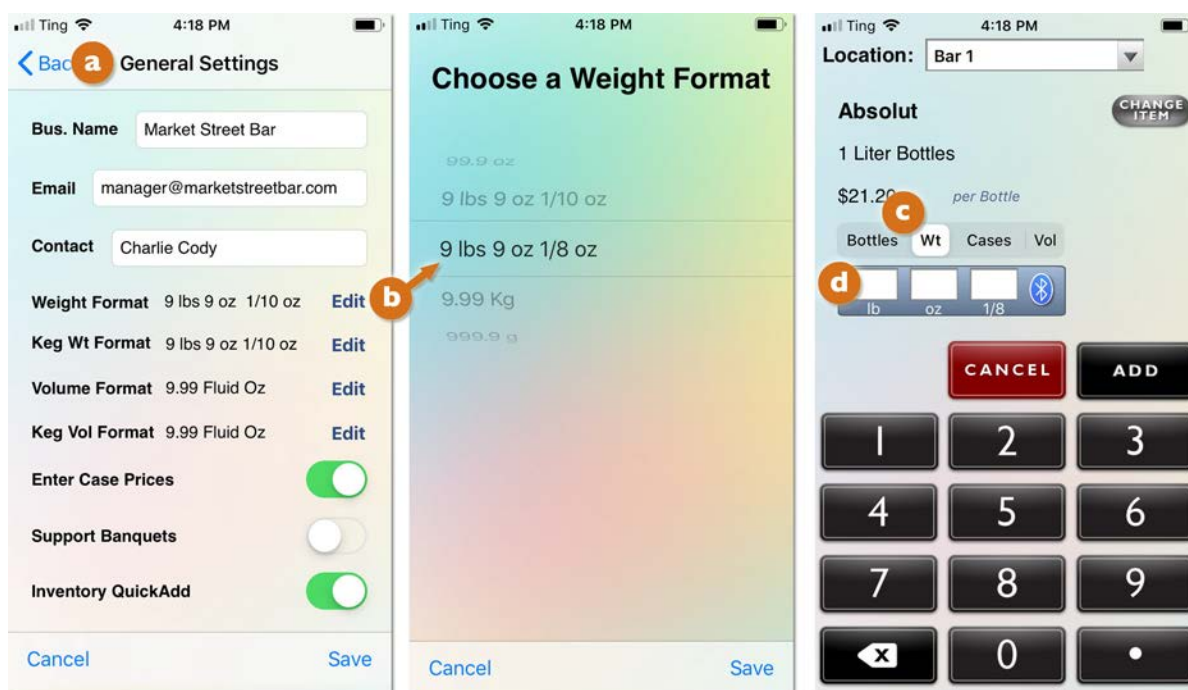 Ting 4:18 PM
Bac a General Settings
Bus. Name Market Street Bar
Email manager@marketstreetbar.com
Contact Charlie Cody
Weight Format 9 lbs 9 oz 1/10 oz Edit
Keg Wt Format 9 lbs 9 oz 1/10 oz Edit
Volume Format 9.99 Fluid Oz Edit
Keg Vol Format 9.99 Fluid Oz Edit
Enter Case Prices
Support Banquets
Inventory QuickAdd
Cancel Save
Ting 4:18 PM
Choose a Weight Format
99.9 oz
9 lbs 9 oz 1/10 oz
9 lbs 9 oz 1/8 oz
b
9.99 Kg
999.9 g
Cancel Save
Ting 4:18 PM
Location: Bar 1
Absolut CHANGE
ITEM
1 Liter Bottles
$21.29 per Bottle
c
Bottles Wt Cases Vol
d
lb oz 1/8
CANCEL ADD
1 2 3
4 5 6
7 8 9
x 0 •